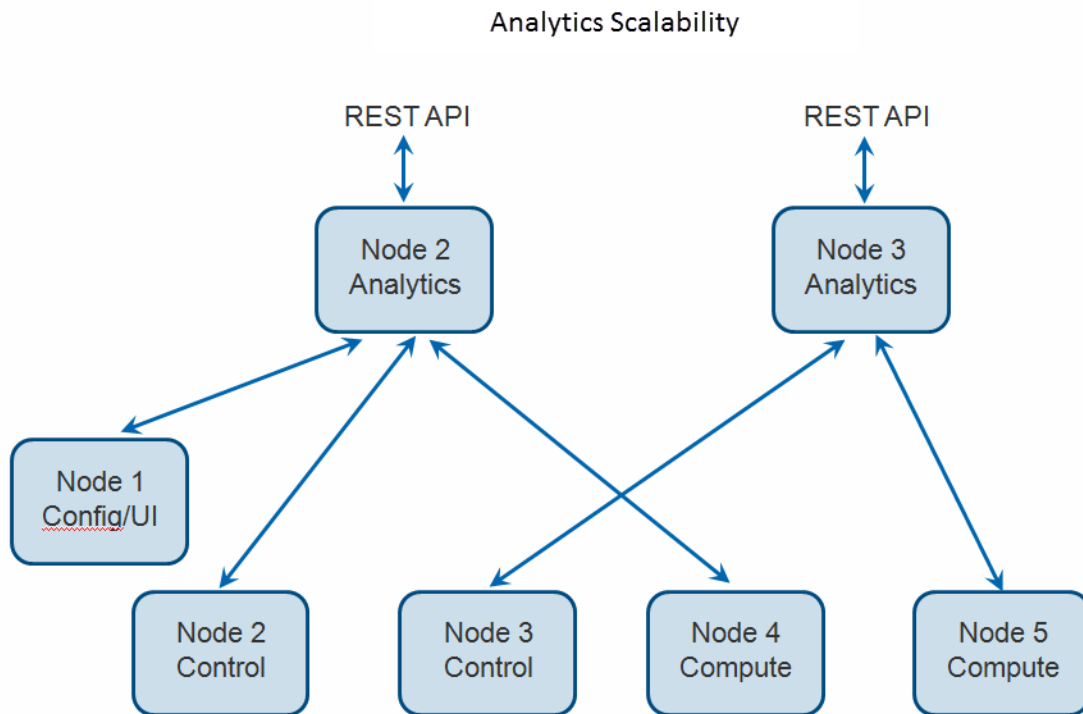 Analytics Scalability
REST API
REST API
Node 2
Analytics
Node 3
Analytics
Node 1
Config/UI
Node 2
Control
Node 3
Control
Node 4
Compute
Node 5
Compute